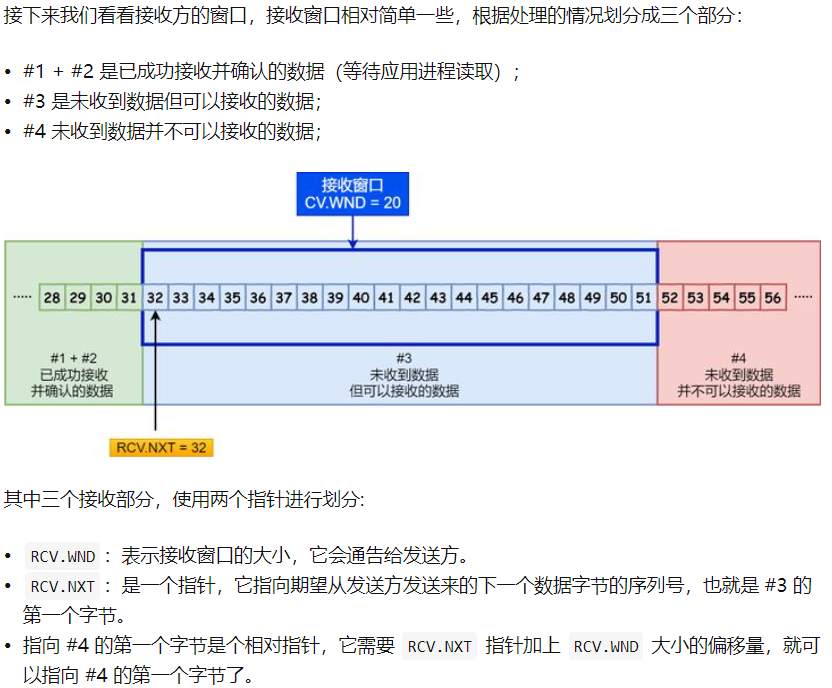 接下来我们看看接收方的窗口，接收窗口相对简单一些，根据处理的情况划分成三个部分：
• #1 + #2 是已成功接收并确认的数据（等待应用进程读取）；
• #3 是未收到数据但可以接收的数据；
• #4 未收到数据并不可以接收的数据；
接收窗口
CV.WND = 20
····· 28 29 30 31 32 33 34 35 36 37 38 39 40 41 42 43 44 45 46 47 48 49 50 51 52 53 54 55 56 ·····
#1 + #2
已成功接收
并确认的数据
#3
未收到数据
但可以接收的数据
#4
未收到数据
并不可以接收的数据
RCV.NXT = 32
其中三个接收部分，使用两个指针进行划分:
• RCV.WND ：表示接收窗口的大小，它会通告给发送方。
• RCV.NXT ：是一个指针，它指向期望从发送方发送来的下一个数据字节的序列号，也就是 #3 的
第一个字节。
• 指向 #4 的第一个字节是个相对指针，它需要 RCV.NXT 指针加上 RCV.WND 大小的偏移量，就可
以指向 #4 的第一个字节了。